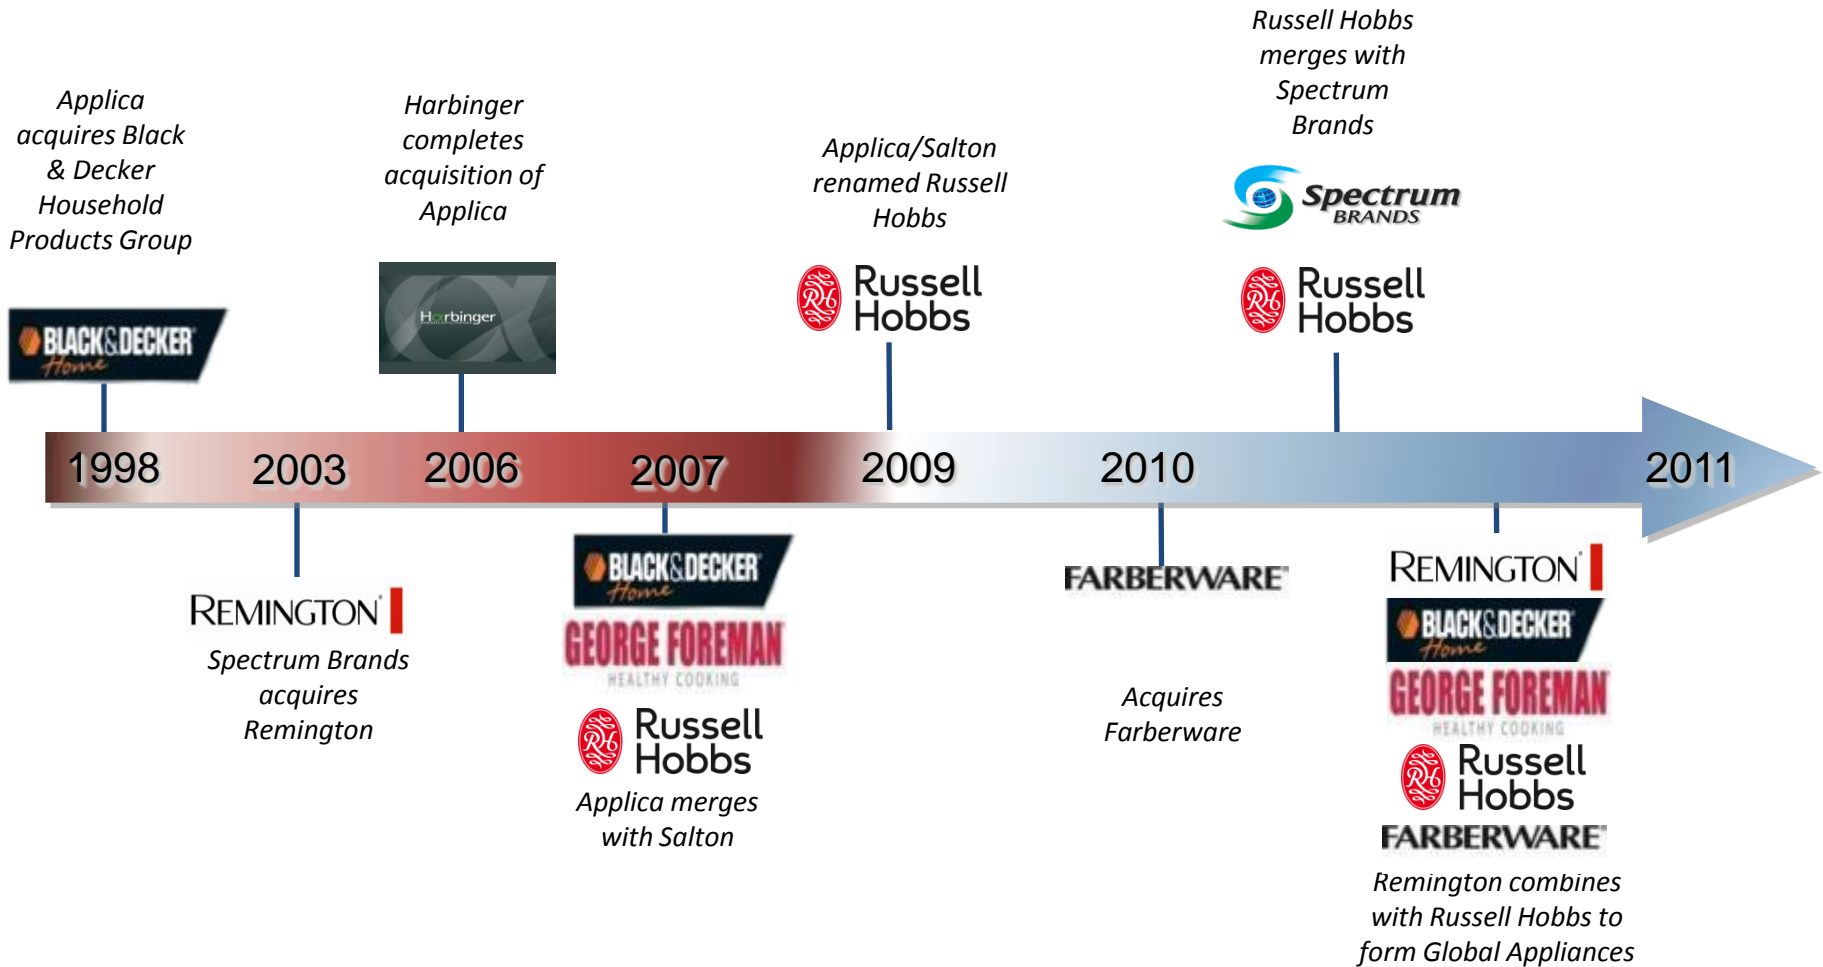 Applica
acquires Black
& Decker
Household
Products Group
BLACK&DECKER
Home
Harbinger
completes
acquisition of
Applica
Harbinger
Applica/Salton
renamed Russell
Hobbs
Russell
Hobbs
Russell Hobbs
merges with
Spectrum
Brands
Spectrum
BRANDS
Russell
Hobbs
1998
2003
2006
2007
2009
2010
2011
REMINGTON
Spectrum Brands
acquires
Remington
BLACK&DECKER
Home
GEORGE FOREMAN
HEALTHY COOKING
RH Russell
Hobbs
Applica merges
with Salton
FARBERWARE
Acquires
Farberware
REMINGTON
BLACK&DECKER
Home
GEORGE FOREMAN
HEALTHY COOKING
Russell
Hobbs
FARBERWARE
Remington combines
with Russell Hobbs to
form Global Appliances